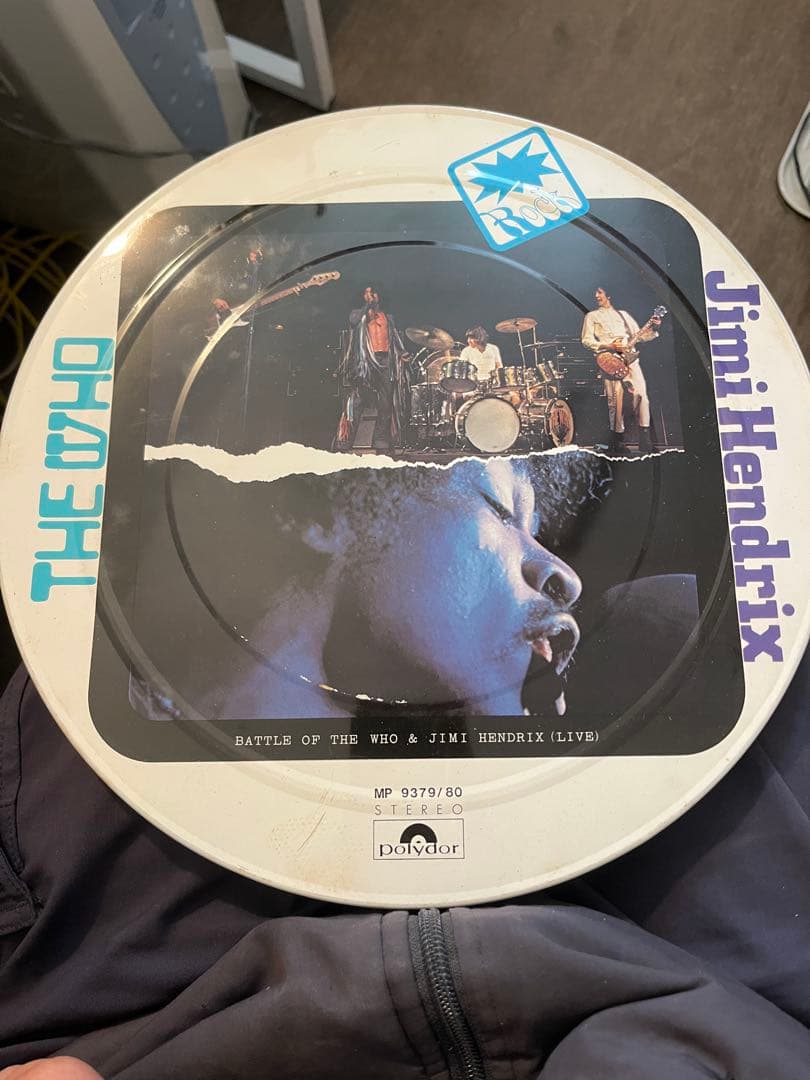 Rock
THE WHO
Jimi Hendrix
BATTLE OF THE WHO & JIMI HENDRIX (LIVE)
MP 9379/80
STEREO
polydor